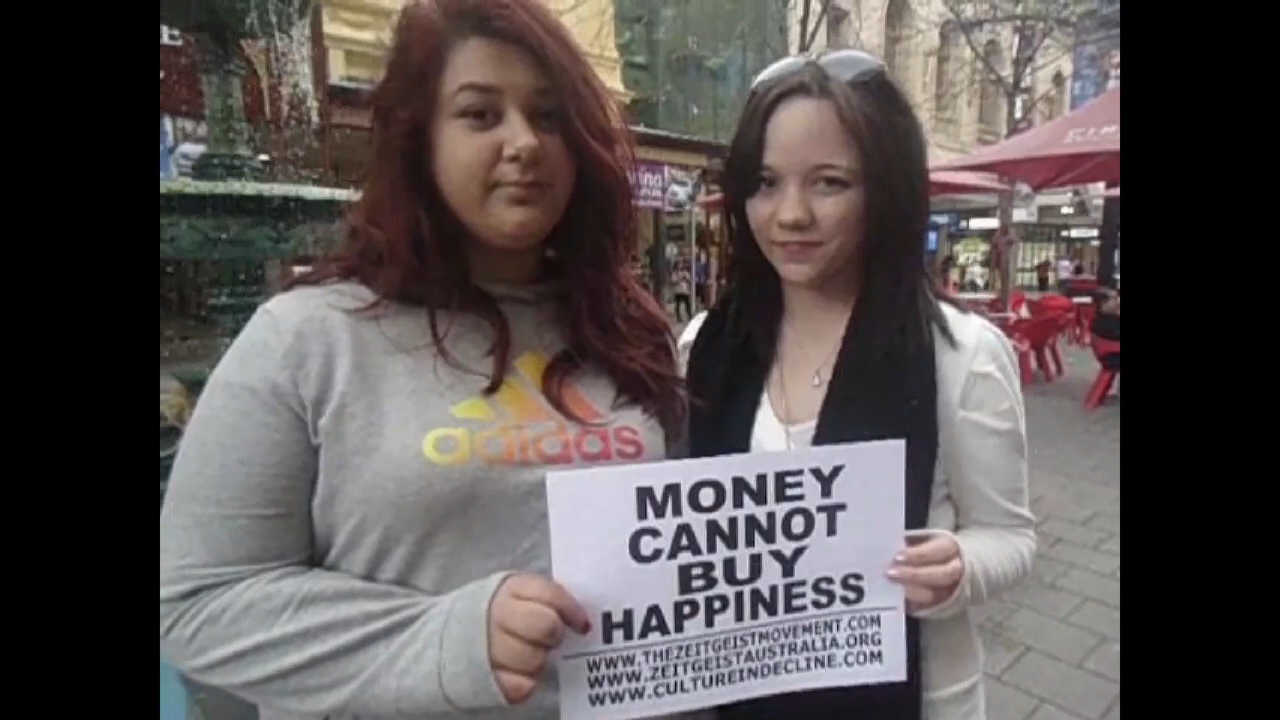 adidas
MONEY
CANNOT
BUY
HAPPINESS
WWW.THEZEITGEISTMOVEMENT.COM
WWW.ZEITGEISTAUSTRALIA.ORG
WWW.CULTUREINDECLINE.COM